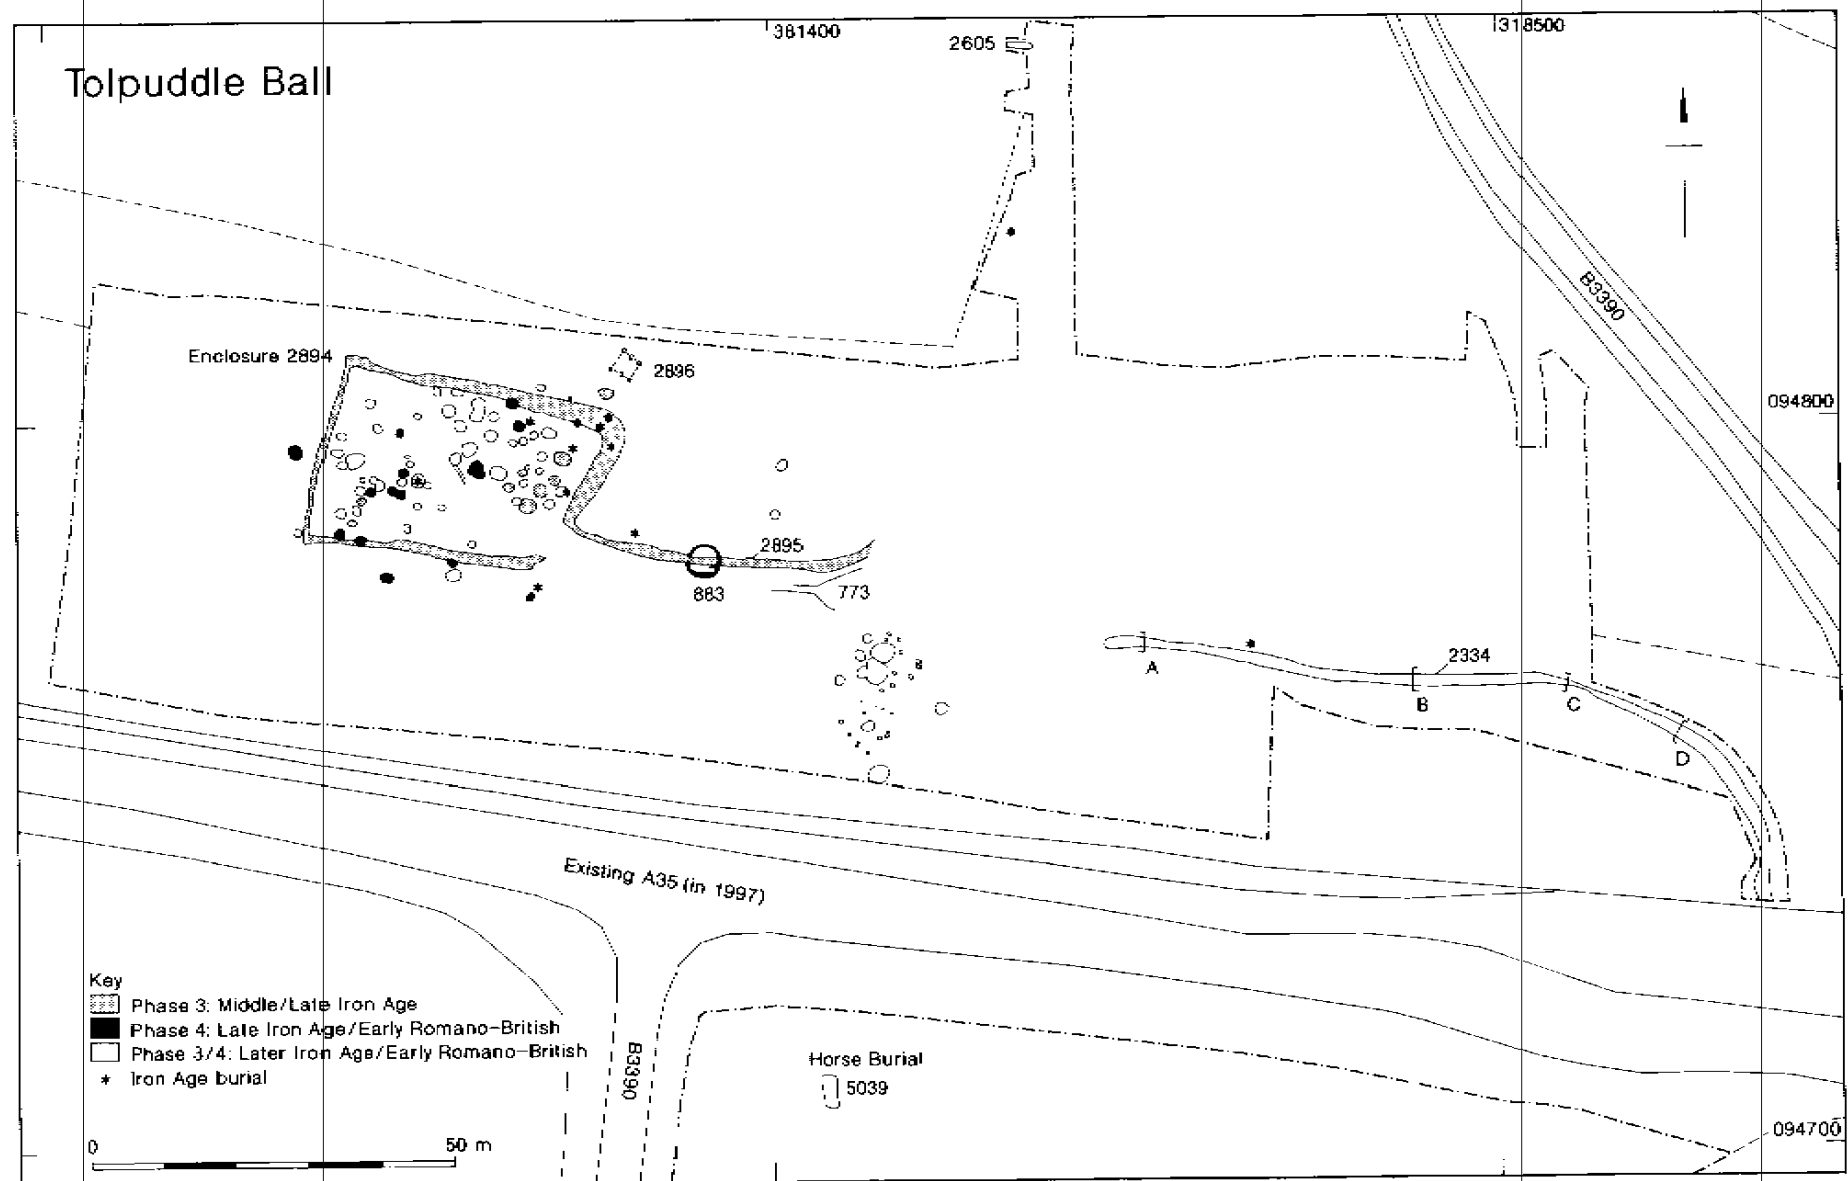 381400
318500
2605
Tolpuddle Ball
B3390
Enclosure 2894
2896
094800
2895
883
773
2334
A
B
C
D
Existing A35 (in 1997)
Key
Phase 3: Middle/Late Iron Age
Phase 4: Late Iron Age/Early Romano-British
Phase 3/4: Later Iron Age/Early Romano-British
* Iron Age burial
B3390
Horse Burial
5039
094700
0 50 m